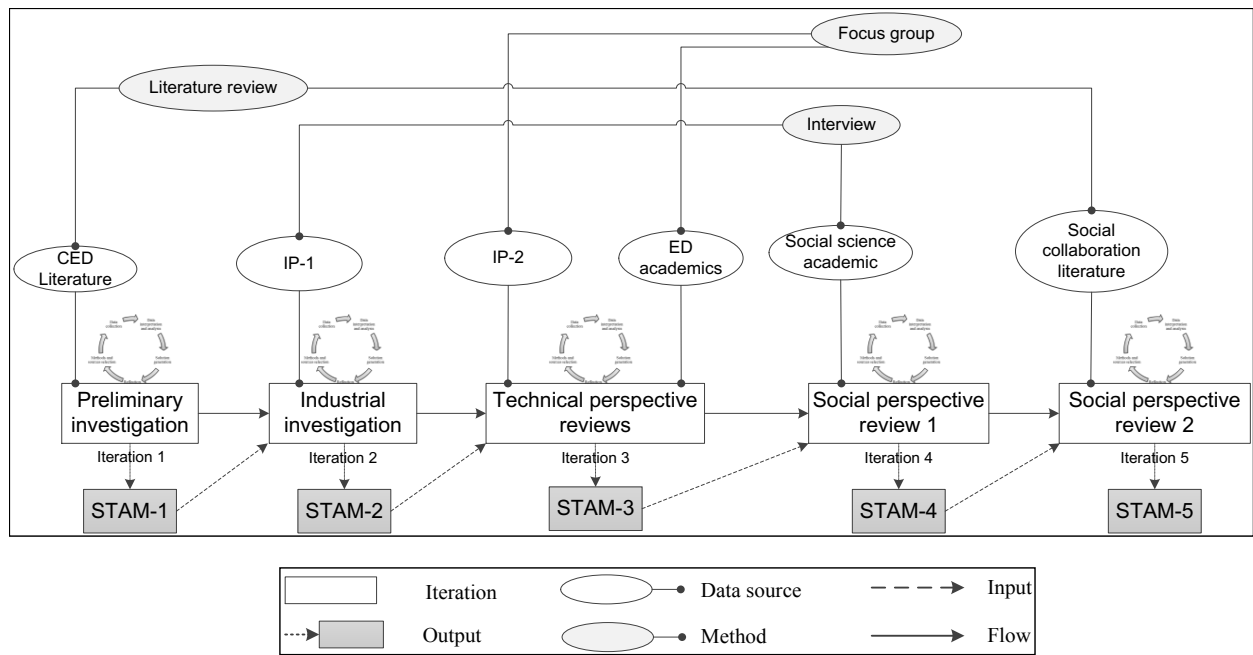 Focus group
Literature review
Interview
CED
Literature
IP-1
IP-2
ED
academics
Social science
academic
Social
collaboration
literature
Preliminary
investigation
Industrial
investigation
Technical perspective
reviews
Social perspective
review 1
Social perspective
review 2
Iteration 1
Iteration 2
Iteration 3
Iteration 4
Iteration 5
STAM-1
STAM-2
STAM-3
STAM-4
STAM-5
Iteration
Data source
Input
Output
Method
Flow